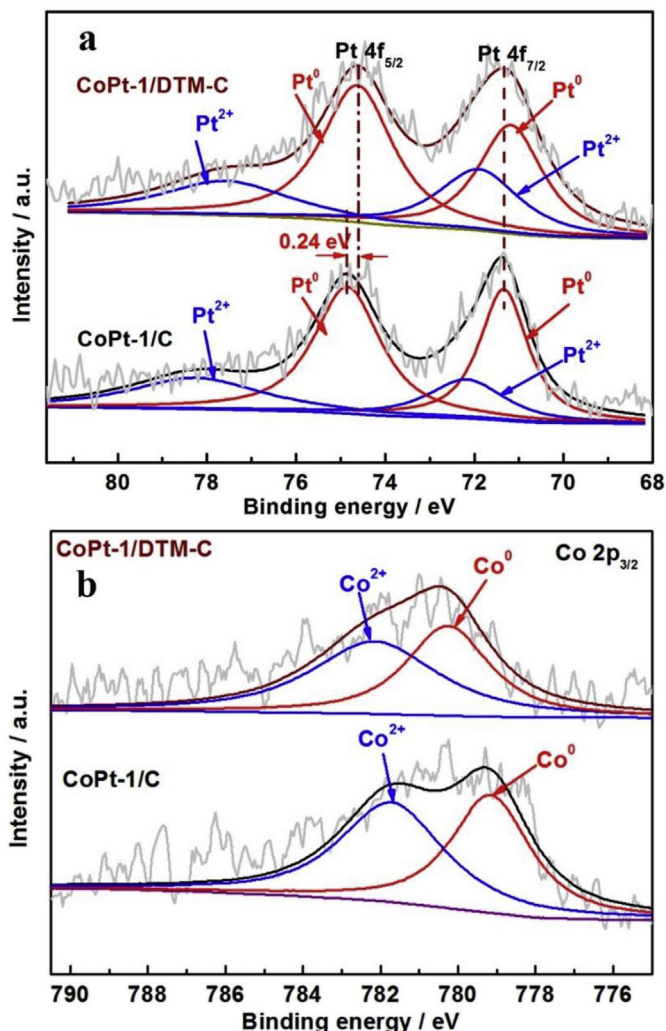 a
Pt 4f5/2
Pt 4f7/2
CoPt-1/DTM-C
Pt⁰
Pt⁰
Pt²⁺
Pt²⁺
0.24 eV
Pt⁰
Pt⁰
CoPt-1/C
Pt²⁺
Pt²⁺
Intensity / a.u.
80 78 76 74 72 70 68
Binding energy / eV
CoPt-1/DTM-C
Co 2p3/2
b
Co²⁺
Co⁰
Co²⁺
Co⁰
CoPt-1/C
Intensity / a.u.
790 788 786 784 782 780 778 776
Binding energy / eV